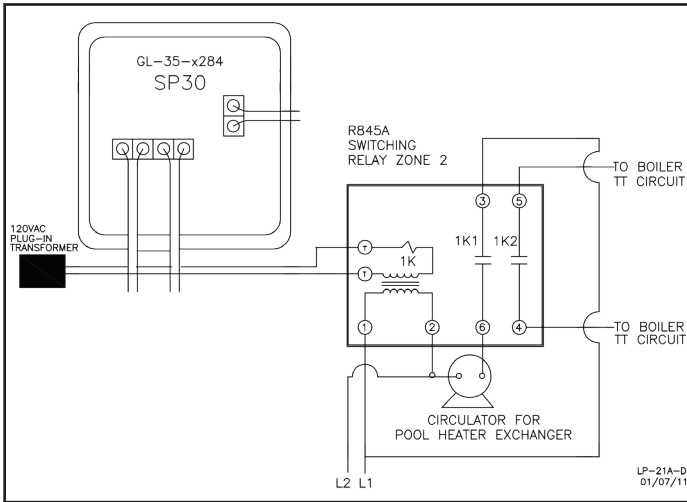 GL-35-x284
SP30
R845A
SWITCHING
RELAY ZONE 2
TO BOILER
TT CIRCUIT
3
5
120VAC
PLUG-IN
TRANSFORMER
T
1K
1K1
1K2
T
1
2
6
4
TO BOILER
TT CIRCUIT
CIRCULATOR FOR
POOL HEATER EXCHANGER
L2 L1
LP-21A-D
01/07/11